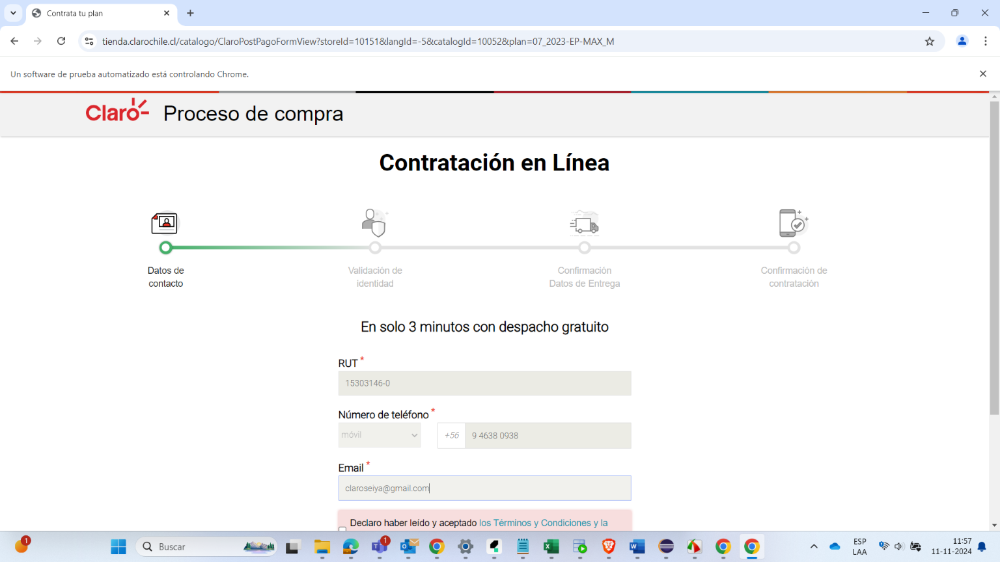 Contrata tu plan
tienda.clarochile.cl/catalogo/ClaroPostPagoFormView?storeId=10151&langId=-5&catalogId=10052&plan=07_2023-EP-MAX_M
Un software de prueba automatizado está controlando Chrome.
Claro Proceso de compra
Contratación en Línea
Datos de
contacto
Validación de
identidad
Confirmación
Datos de Entrega
Confirmación de
contratación
En solo 3 minutos con despacho gratuito
RUT *
15303146-0
Número de teléfono *
móvil +56 9 4638 0938
Email *
claroseiya@gmail.com
Declaro haber leído y aceptado los Términos y Condiciones y la
1 Buscar 1 ESP 11:57
LAA 11-11-2024